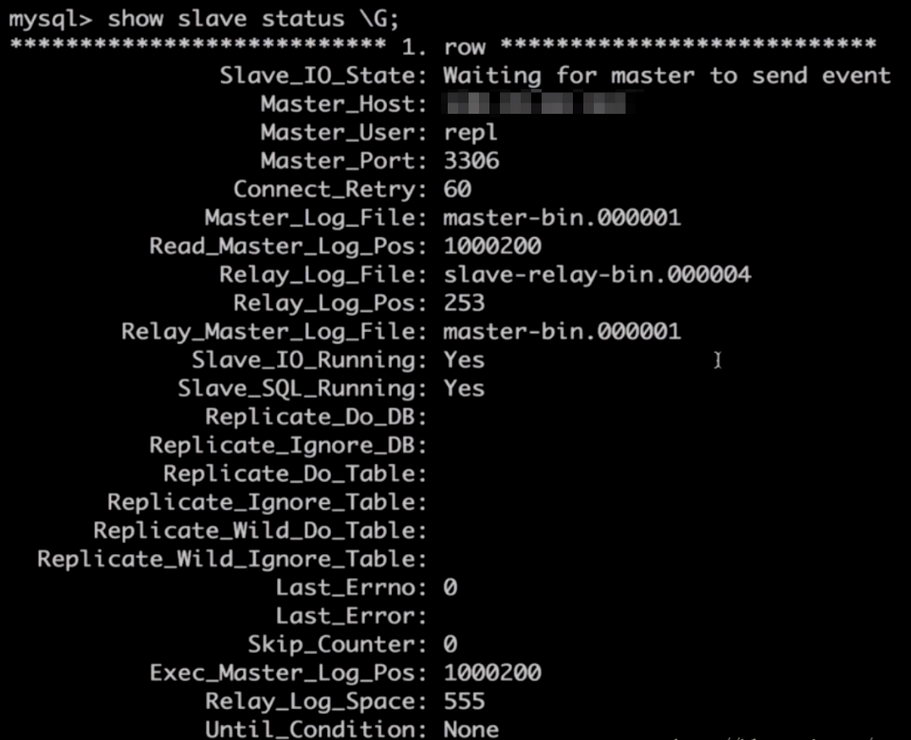 mysql> show slave status \G;
*************************** 1. row ***************************
Slave_IO_State: Waiting for master to send event
Master_Host:
Master_User: repl
Master_Port: 3306
Connect_Retry: 60
Master_Log_File: master-bin.000001
Read_Master_Log_Pos: 1000200
Relay_Log_File: slave-relay-bin.000004
Relay_Log_Pos: 253
Relay_Master_Log_File: master-bin.000001
Slave_IO_Running: Yes
Slave_SQL_Running: Yes
Replicate_Do_DB:
Replicate_Ignore_DB:
Replicate_Do_Table:
Replicate_Ignore_Table:
Replicate_Wild_Do_Table:
Replicate_Wild_Ignore_Table:
Last_Errno: 0
Last_Error:
Skip_Counter: 0
Exec_Master_Log_Pos: 1000200
Relay_Log_Space: 555
Until_Condition: None